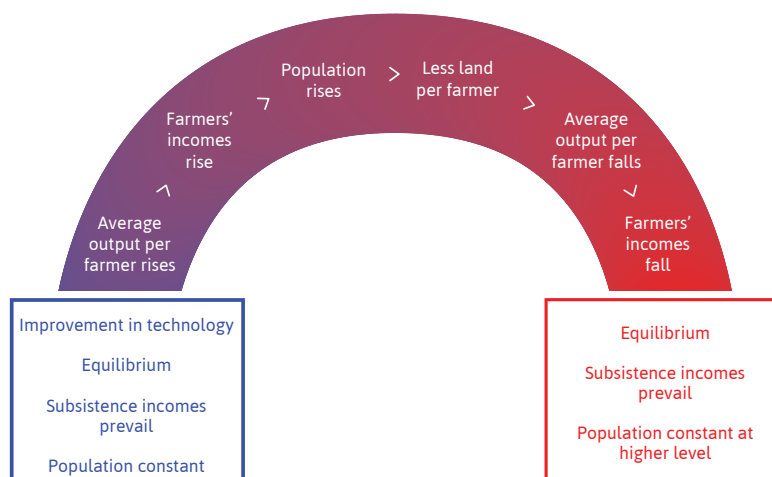 Population
rises
Less land
per farmer
Farmers'
incomes
rise
Average
output per
farmer falls
Average
output per
farmer rises
Farmers'
incomes
fall
Improvement in technology
Equilibrium
Subsistence incomes
prevail
Population constant
Equilibrium
Subsistence incomes
prevail
Population constant at
higher level